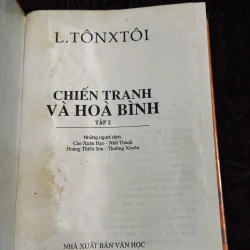 L.TÔNXTÔI
CHIẾN TRANH
VÀ HOÀ BÌNH
TẬP 2
Những người dịch:
Cao Xuân Hạo - Nhữ Thành
Hoàng Thiếu Sơn - Thường Xuyên
NHÀ XUẤT BẢN VĂN HỌC